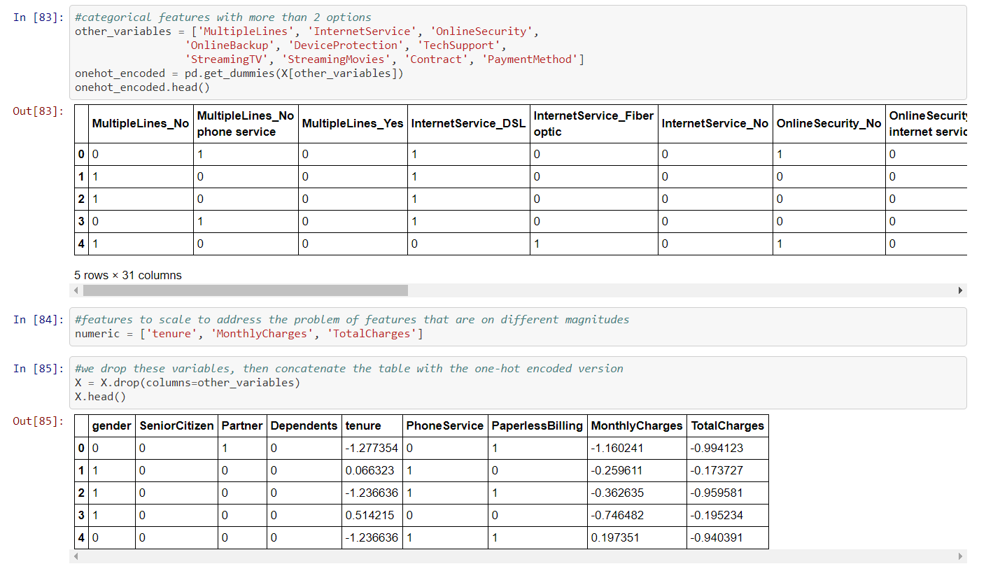 In [83]: #categorical features with more than 2 options
other_variables = ['MultipleLines', 'InternetService', 'OnlineSecurity',
'OnlineBackup', 'DeviceProtection', 'TechSupport',
'StreamingTV', 'StreamingMovies', 'Contract', 'PaymentMethod']
onehot_encoded = pd.get_dummies(X[other_variables])
onehot_encoded.head()
Out[83]:
MultipleLines_No MultipleLines_No phone service MultipleLines_Yes InternetService_DSL InternetService_Fiber optic InternetService_No OnlineSecurity_No OnlineSecurity internet servic
0 0 1 0 1 0 0 1 0
1 1 0 0 1 0 0 0 0
2 1 0 0 1 0 0 0 0
3 0 1 0 1 0 0 0 0
4 1 0 0 0 1 0 1 0
5 rows × 31 columns
In [84]: #features to scale to address the problem of features that are on different magnitudes
numeric = ['tenure', 'MonthlyCharges', 'TotalCharges']
In [85]: #we drop these variables, then concatenate the table with the one-hot encoded version
X = X.drop(columns=other_variables)
X.head()
Out[85]:
gender SeniorCitizen Partner Dependents tenure PhoneService PaperlessBilling MonthlyCharges TotalCharges
0 0 0 1 0 -1.277354 0 1 -1.160241 -0.994123
1 1 0 0 0 0.066323 1 0 -0.259611 -0.173727
2 1 0 0 0 -1.236636 1 1 -0.362635 -0.959581
3 1 0 0 0 0.514215 0 0 -0.746482 -0.195234
4 0 0 0 0 -1.236636 1 1 0.197351 -0.940391